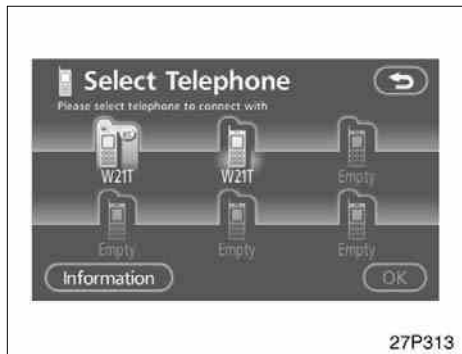 Select Telephone
Please select telephone to connect with
W21T W21T Empty
Empty Empty Empty
Information OK
27P313